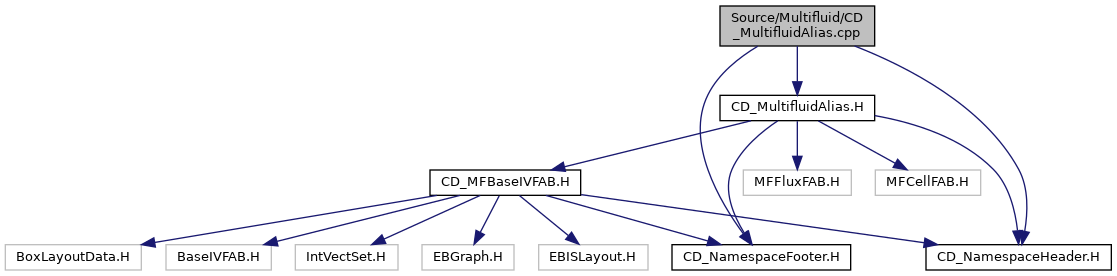 Source/Multifluid/CD
_MultifluidAlias.cpp
CD_MultifluidAlias.H
CD_MFBaseIVFAB.H
MFFluxFAB.H
MFCellFAB.H
BoxLayoutData.H
BaseIVFAB.H
IntVectSet.H
EBGraph.H
EBISLayout.H
CD_NamespaceFooter.H
CD_NamespaceHeader.H